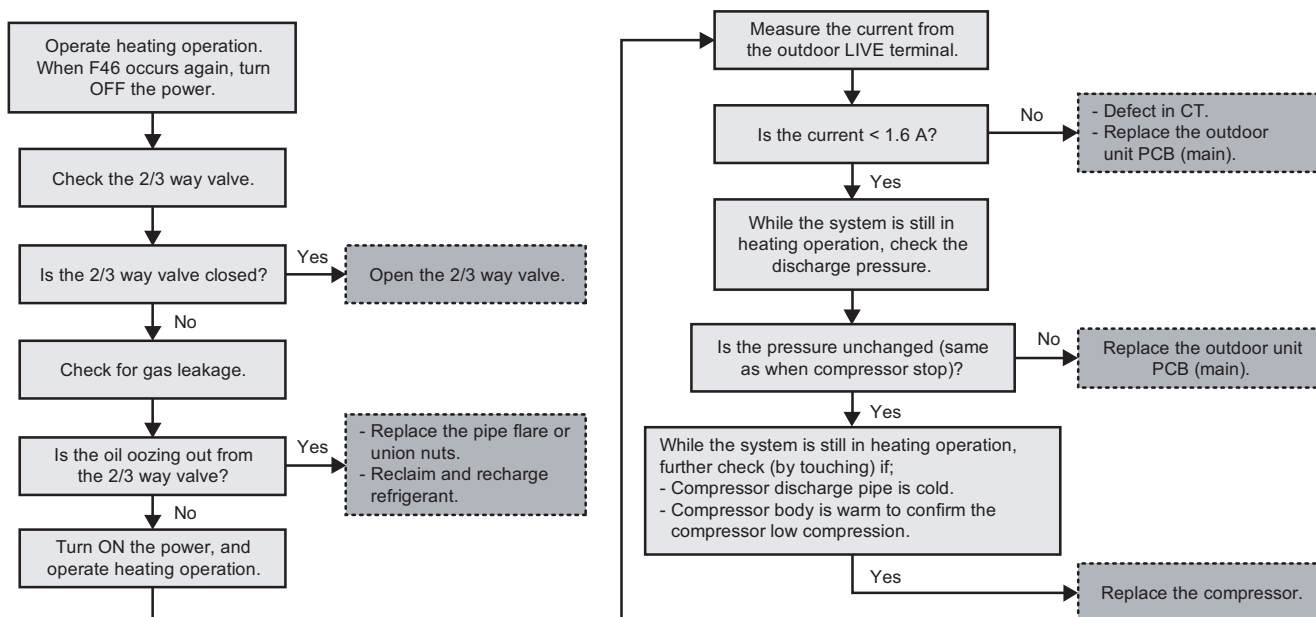 Operate heating operation.
When F46 occurs again, turn
OFF the power.
Check the 2/3 way valve.
Is the 2/3 way valve closed?
Yes
Open the 2/3 way valve.
No
Check for gas leakage.
Is the oil oozing out from
the 2/3 way valve?
Yes
- Replace the pipe flare or
union nuts.
- Reclaim and recharge
refrigerant.
No
Turn ON the power, and
operate heating operation.
Measure the current from
the outdoor LIVE terminal.
Is the current < 1.6 A?
No
- Defect in CT.
- Replace the outdoor
unit PCB (main).
Yes
While the system is still in
heating operation, check the
discharge pressure.
Is the pressure unchanged (same
as when compressor stop)?
No
Replace the outdoor unit
PCB (main).
Yes
While the system is still in heating operation,
further check (by touching) if;
- Compressor discharge pipe is cold.
- Compressor body is warm to confirm the
compressor low compression.
Yes
Replace the compressor.